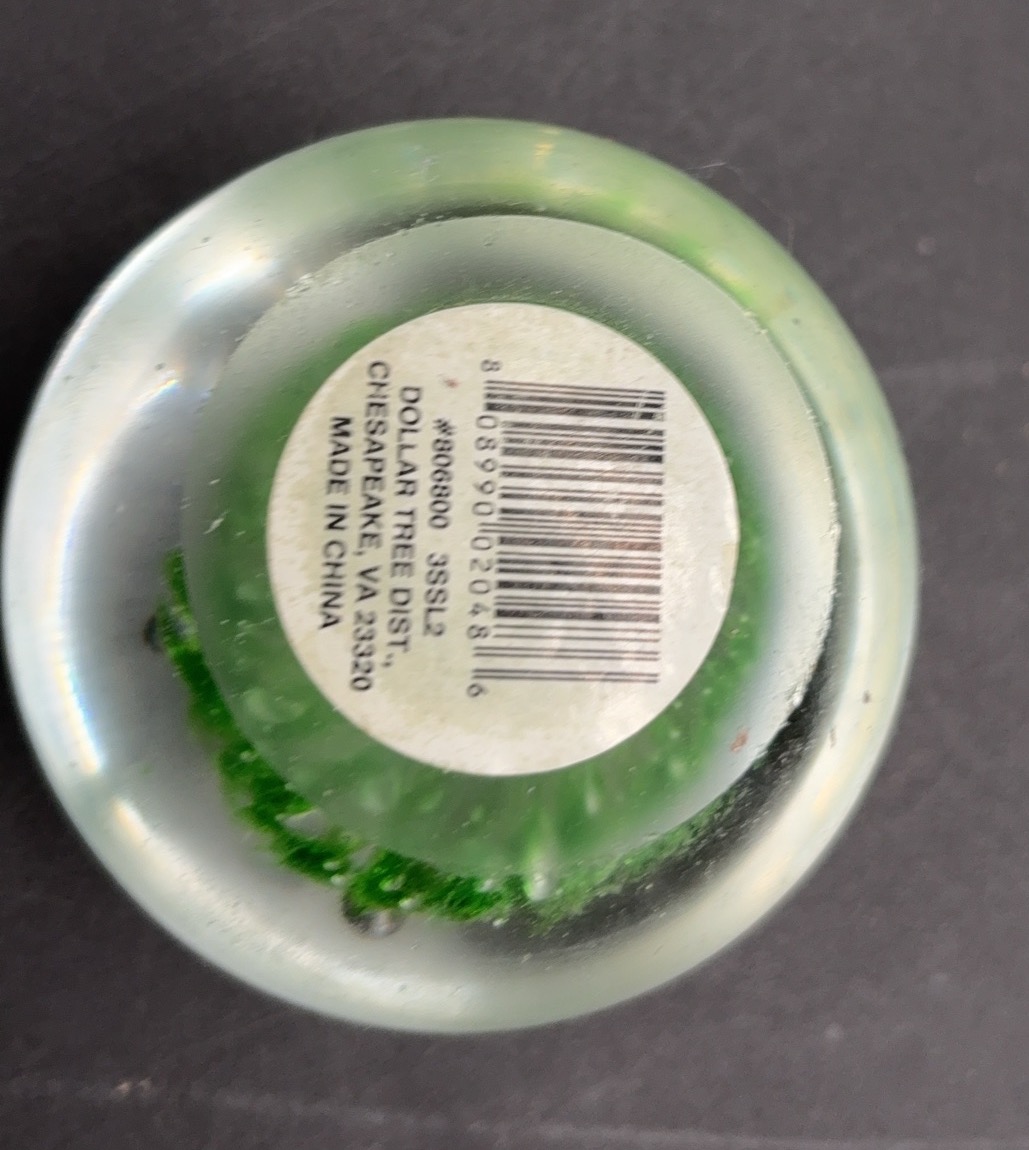 8 08990 02048 6
#806800 3SSL2
DOLLAR TREE DIST.,
CHESAPEAKE, VA 23320
MADE IN CHINA